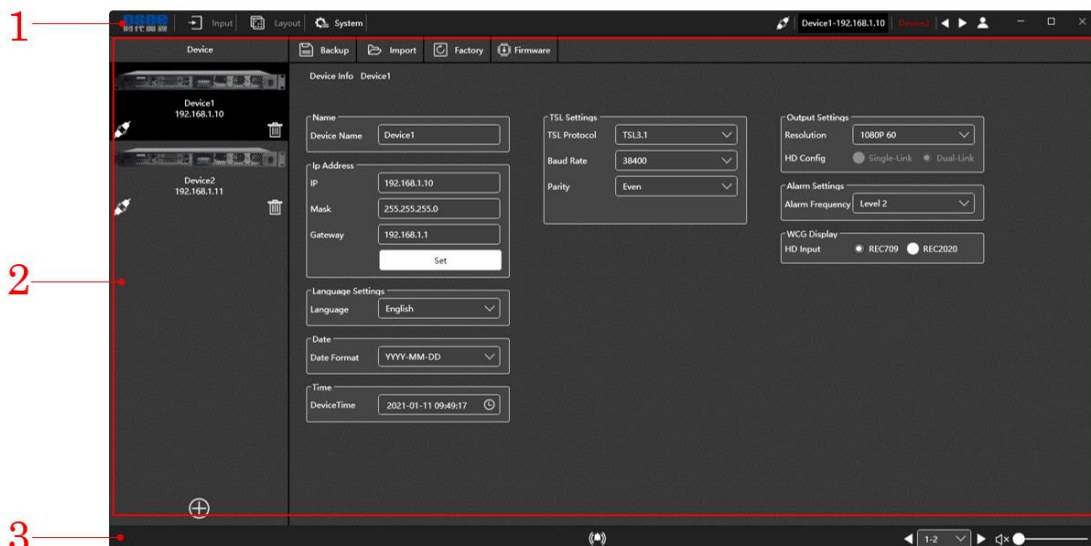 1
时代奥视 Input Layout System Device1-192.168.1.10 Device2
Device Backup Import Factory Firmware
Device Info Device1
Device1
192.168.1.10
Device2
192.168.1.11
Name
Device Name Device1
Ip Address
IP 192.168.1.10
Mask 255.255.255.0
Gateway 192.168.1.1
Set
Language Settings
Language English
Date
Date Format YYYY-MM-DD
Time
DeviceTime 2021-01-11 09:49:17
TSL Settings
TSL Protocol TSL3.1
Baud Rate 38400
Parity Even
Output Settings
Resolution 1080P 60
HD Config Single-Link Dual-Link
Alarm Settings
Alarm Frequency Level 2
WCG Display
HD Input REC709 REC2020
2
3
1-2